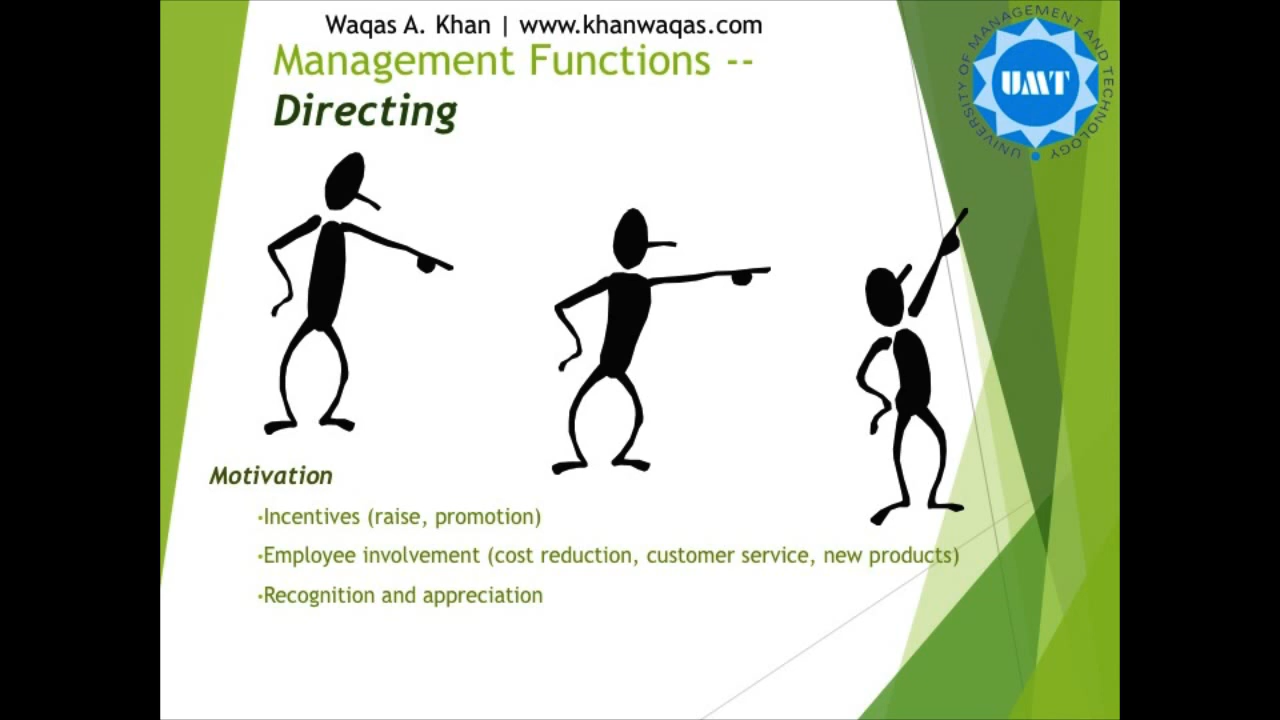 Waqas A. Khan | www.khanwaqas.com
Management Functions --
Directing
UNIVERSITY OF MANAGEMENT AND TECHNOLOGY
UMT
Motivation
•Incentives (raise, promotion)
•Employee involvement (cost reduction, customer service, new products)
•Recognition and appreciation